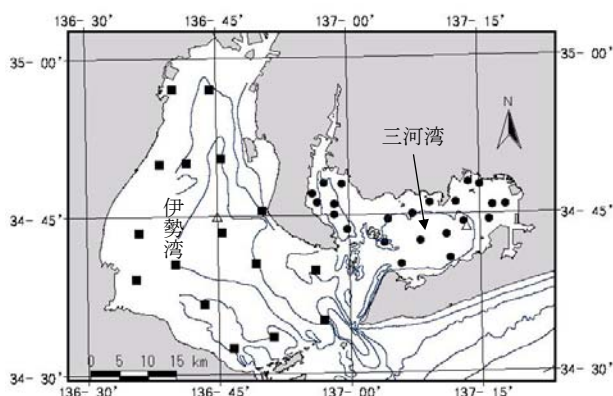 136- 30' 136- 45' 137- 00' 137- 15'
35- 00' 35- 00'
N
三河湾
伊勢湾
34- 45' 34- 45'
0 5 10 15 km
34- 30' 34- 30'
136- 30' 136- 45' 137- 00' 137- 15'